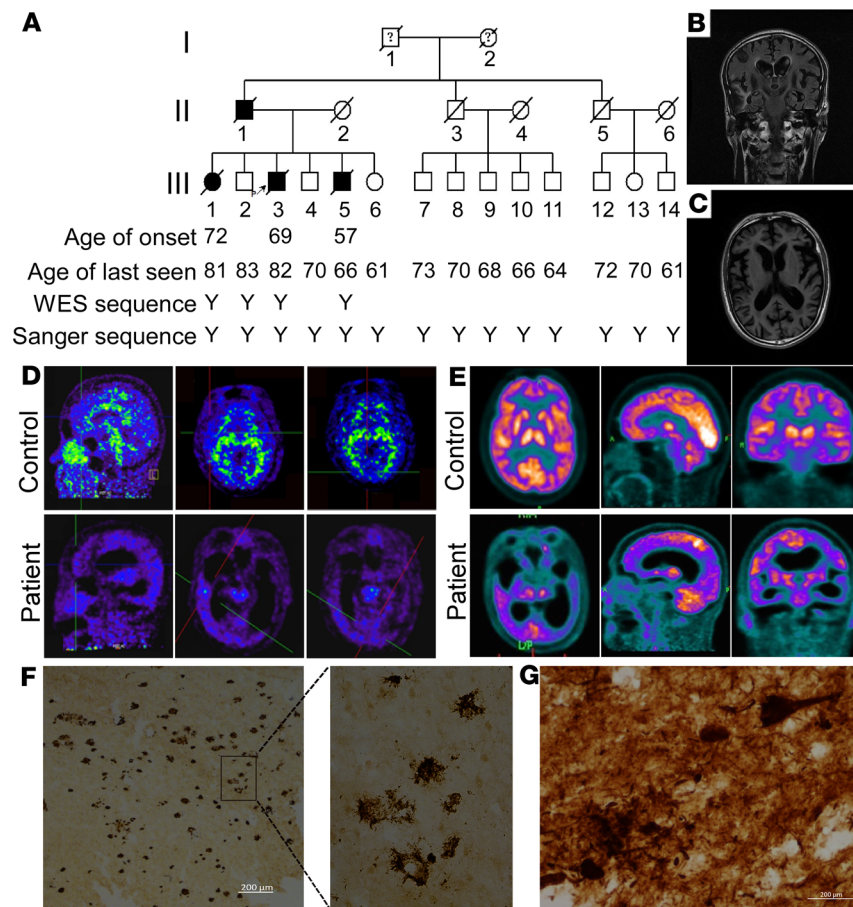 A
B
I
?
?
1
2
II
1
2
3
4
5
6
III
P
1
2
3
4
5
6
7
8
9
10
11
12
13
14
C
Age of onset 72 69 57
Age of last seen 81 83 82 70 66 61 73 70 68 66 64 72 70 61
WES sequence Y Y Y Y
Sanger sequence Y Y Y Y Y Y Y Y Y Y Y Y Y Y
D
E
Control
Control
Patient
Patient
F
G
200 μm
200 μm